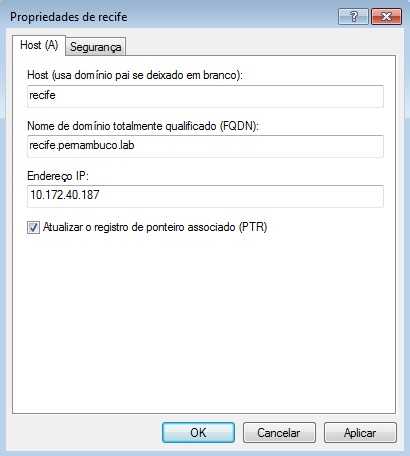 Propriedades de recife
?
Host (A)
Segurança
Host (usa domínio pai se deixado em branco):
recife
Nome de domínio totalmente qualificado (FQDN):
recife.pernambuco.lab
Endereço IP:
10.172.40.187
Atualizar o registro de ponteiro associado (PTR)
OK
Cancelar
Aplicar